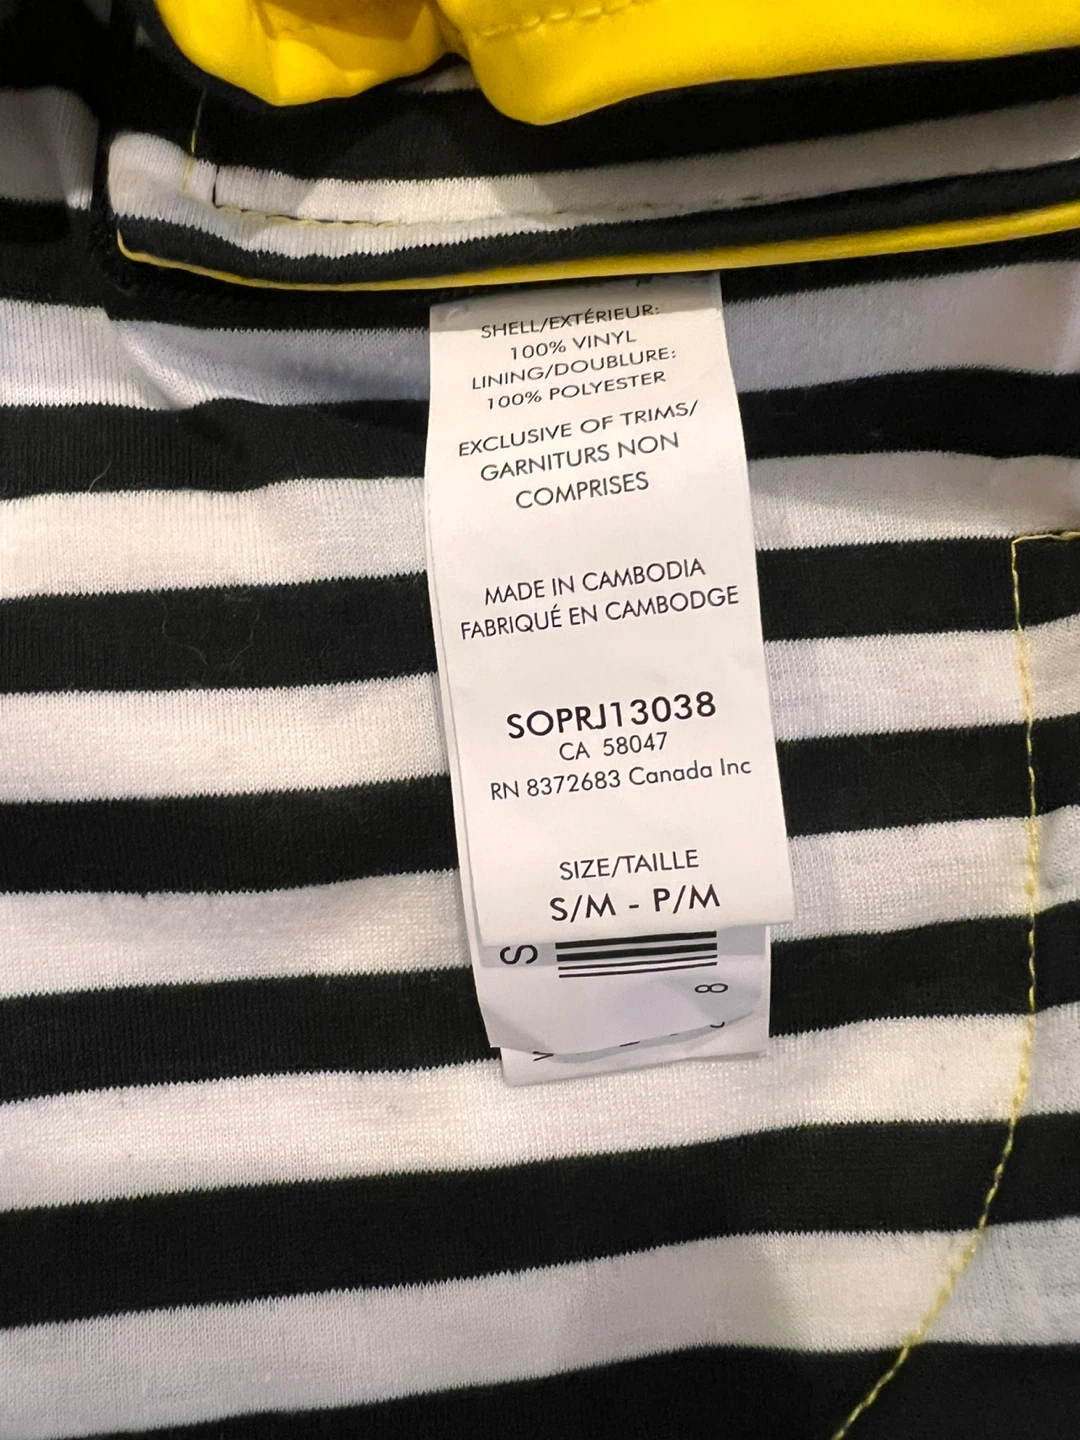 SHELL/EXTÉRIEUR:
100% VINYL
LINING/DOUBLURE:
100% POLYESTER
EXCLUSIVE OF TRIMS/
GARNITURS NON
COMPRISES
MADE IN CAMBODIA
FABRIQUÉ EN CAMBODGE
SOPRJ13038
CA 58047
RN 8372683 Canada Inc
SIZE/TAILLE
S/M - P/M
S
8